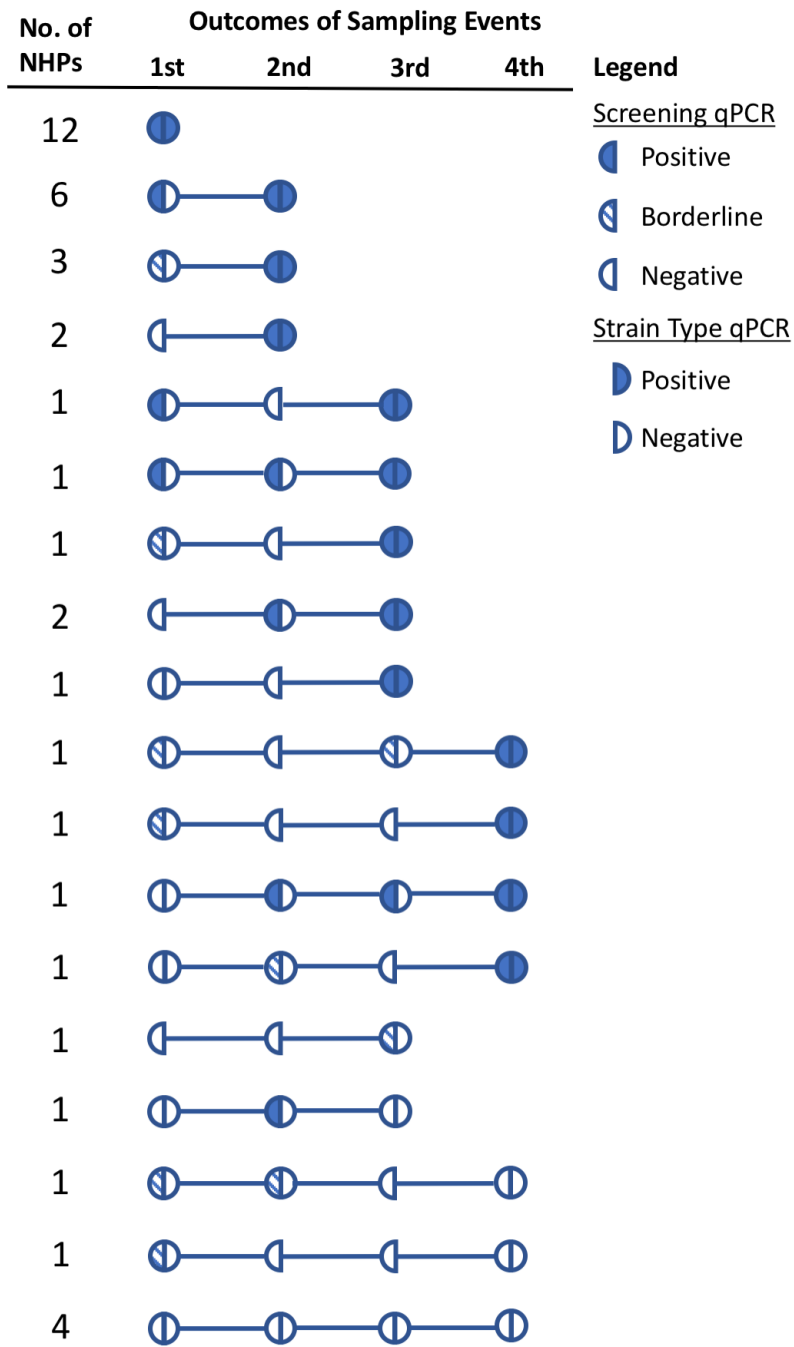 No. of
NHPs
Outcomes of Sampling Events
1st 2nd 3rd 4th
Legend
Screening qPCR
Positive
Borderline
Negative
Strain Type qPCR
Positive
Negative
12
6
3
2
1
1
1
2
1
1
1
1
1
1
1
1
1
4